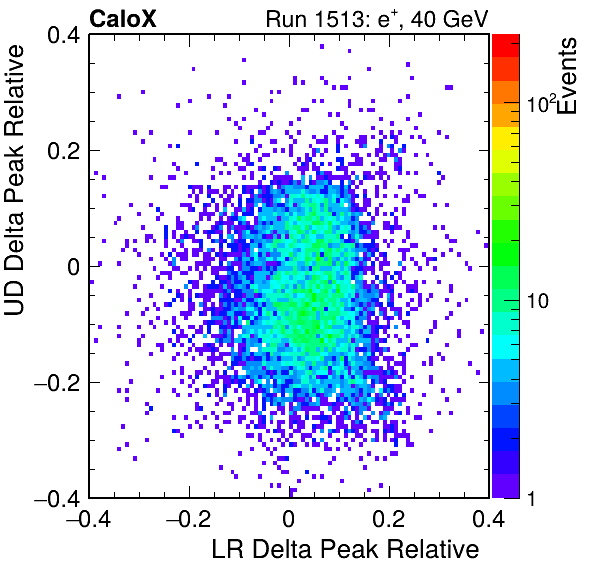 CaloX Run 1513: e⁺, 40 GeV
UD Delta Peak Relative
0.4
0.2
0
−0.2
−0.4
−0.4 −0.2 0 0.2 0.4
LR Delta Peak Relative
Events
10²
10
1